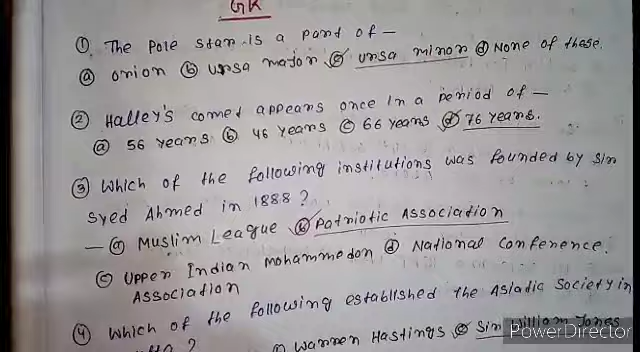 GK
① The Pole star is a part of —
ⓐ orion ⓑ ursa major ⓒ ursa minor ⓓ None of these.
② Halley's comet appears once in a period of —
ⓐ 56 years ⓑ 46 years ⓒ 66 years ⓓ 76 years.
③ Which of the following institutions was founded by Sir
Syed Ahmed in 1888 ?
— ⓐ Muslim League ⓑ Patriotic Association
ⓒ Upper Indian Mohammedon ⓓ National Conference.
Association
④ Which of the following established the Asiatic Society in
? Warren Hastings ⓒ Sir William Jones
PowerDirector